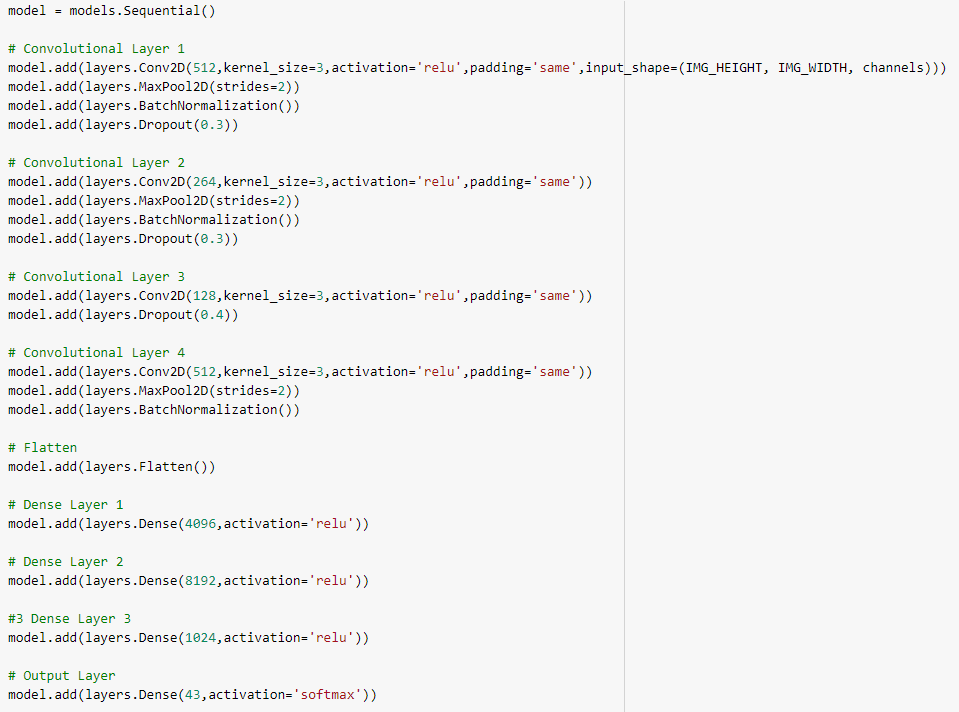 model = models.Sequential()
# Convolutional Layer 1
model.add(layers.Conv2D(512,kernel_size=3,activation='relu',padding='same',input_shape=(IMG_HEIGHT, IMG_WIDTH, channels)))
model.add(layers.MaxPool2D(strides=2))
model.add(layers.BatchNormalization())
model.add(layers.Dropout(0.3))
# Convolutional Layer 2
model.add(layers.Conv2D(264,kernel_size=3,activation='relu',padding='same'))
model.add(layers.MaxPool2D(strides=2))
model.add(layers.BatchNormalization())
model.add(layers.Dropout(0.3))
# Convolutional Layer 3
model.add(layers.Conv2D(128,kernel_size=3,activation='relu',padding='same'))
model.add(layers.Dropout(0.4))
# Convolutional Layer 4
model.add(layers.Conv2D(512,kernel_size=3,activation='relu',padding='same'))
model.add(layers.MaxPool2D(strides=2))
model.add(layers.BatchNormalization())
# Flatten
model.add(layers.Flatten())
# Dense Layer 1
model.add(layers.Dense(4096,activation='relu'))
# Dense Layer 2
model.add(layers.Dense(8192,activation='relu'))
#3 Dense Layer 3
model.add(layers.Dense(1024,activation='relu'))
# Output Layer
model.add(layers.Dense(43,activation='softmax'))